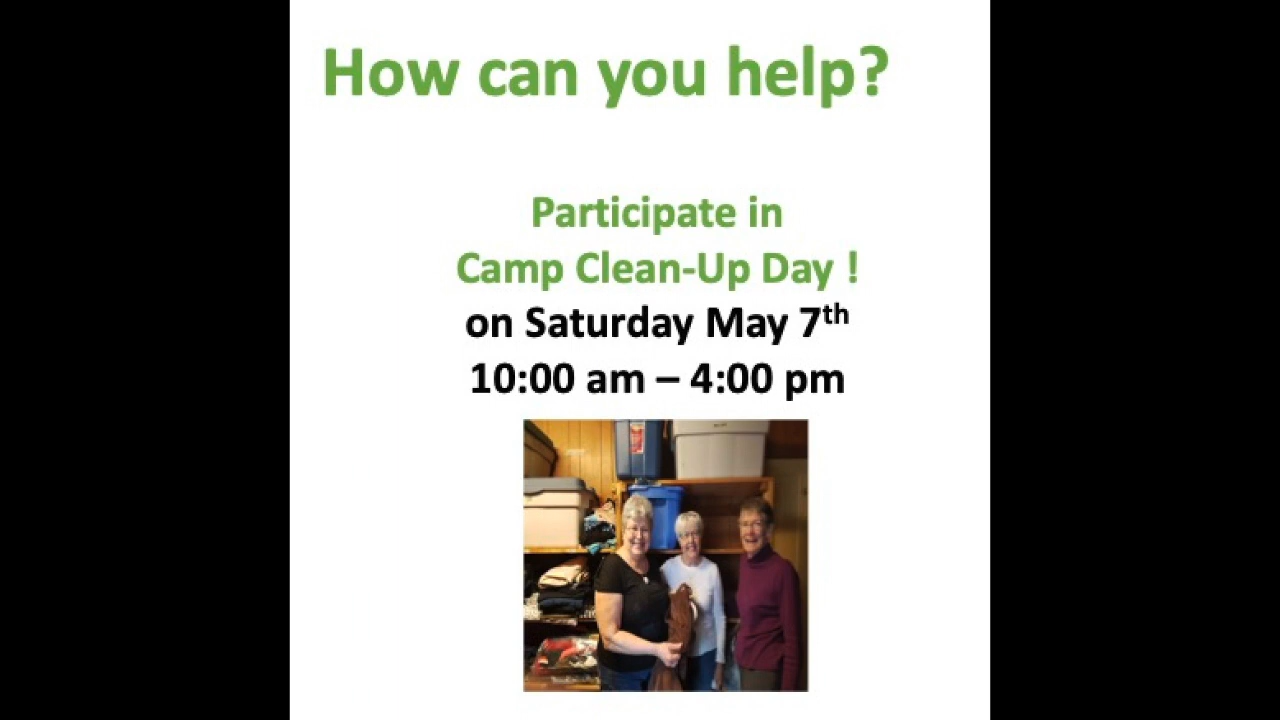 How can you help?
Participate in
Camp Clean-Up Day !
on Saturday May 7th
10:00 am – 4:00 pm